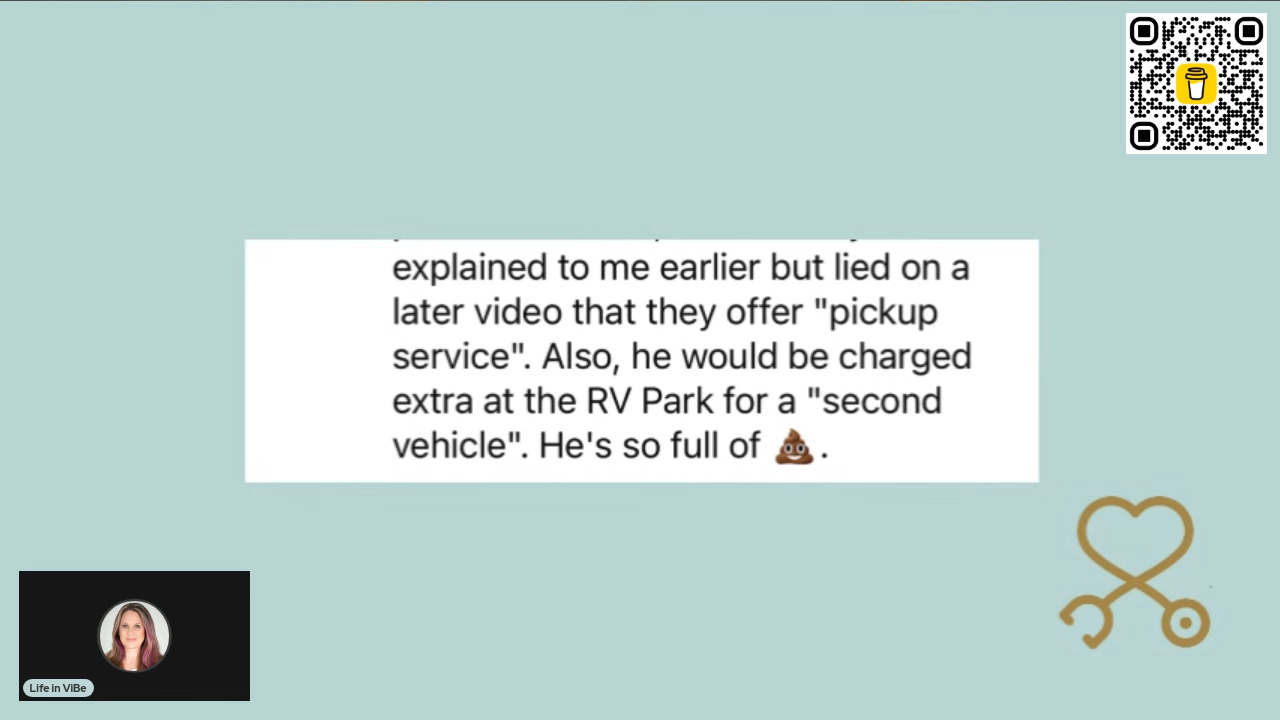 explained to me earlier but lied on a
later video that they offer "pickup
service". Also, he would be charged
extra at the RV Park for a "second
vehicle". He's so full of 💩.
Life in ViBe